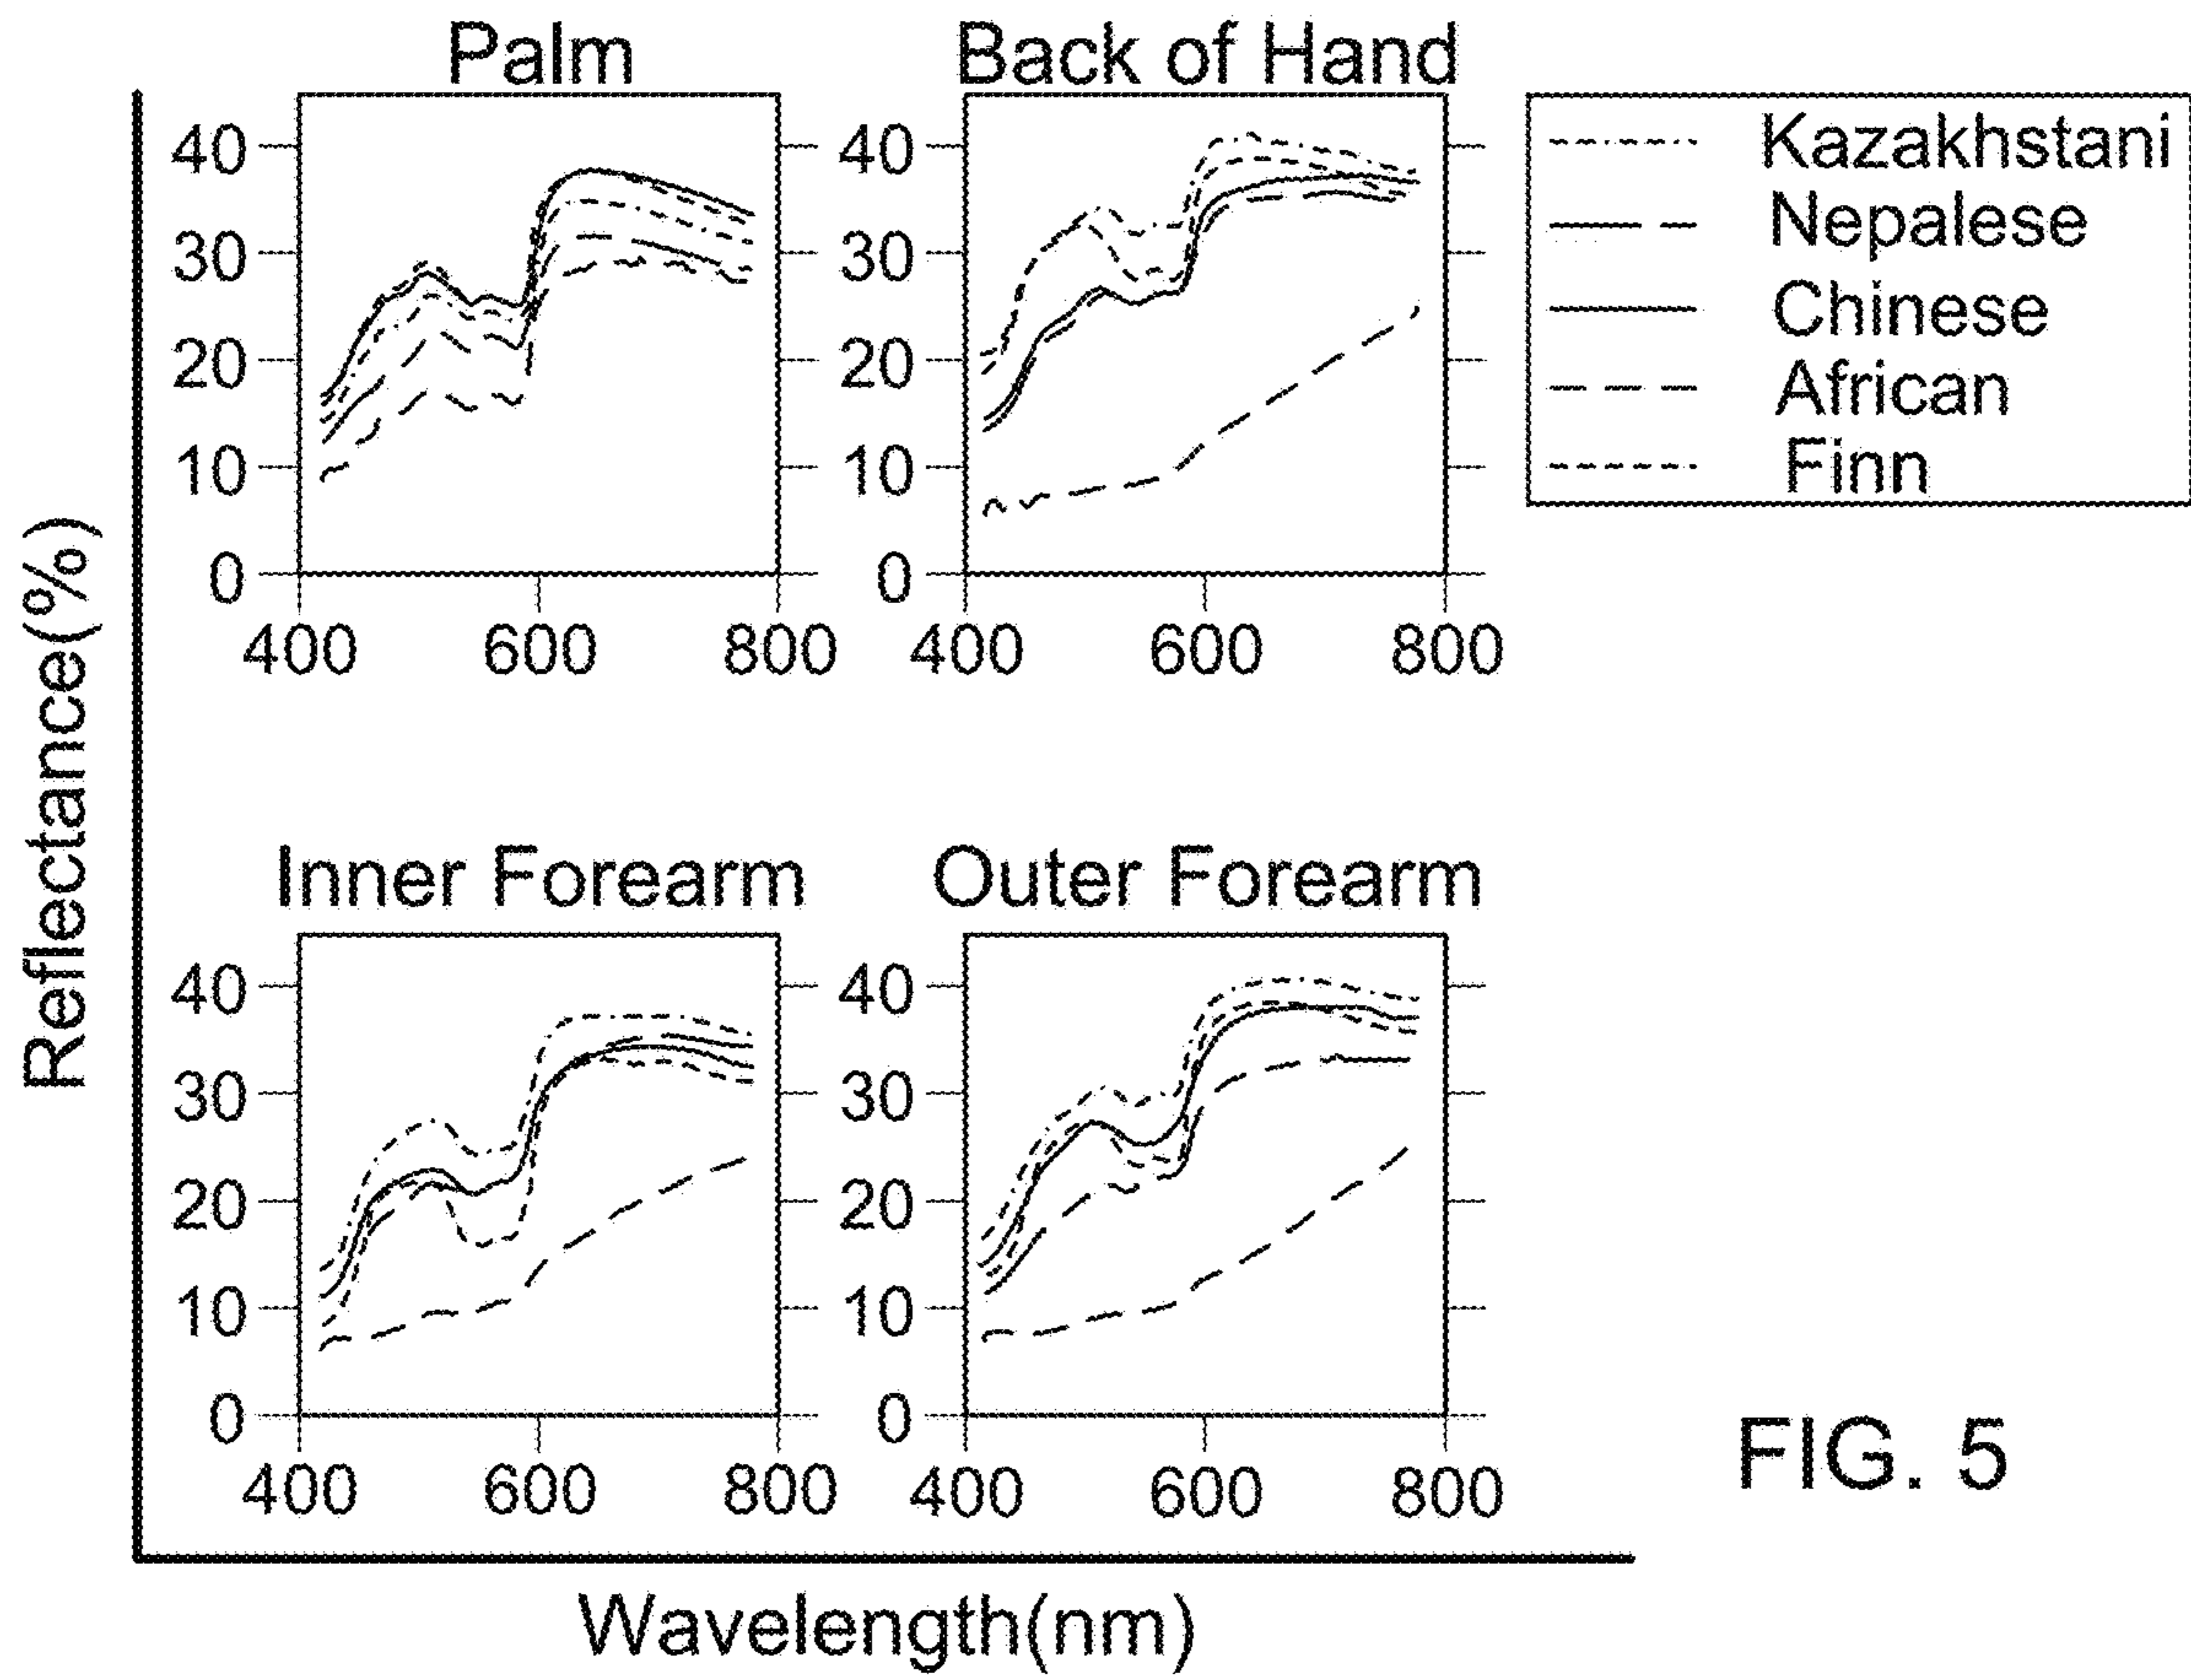 Palm
Back of Hand
40
30
20
10
0
400 600 800
40
30
20
10
0
400 600 800
Kazakhstani
Nepalese
Chinese
African
Finn
Reflectance(%)
Inner Forearm
Outer Forearm
40
30
20
10
0
400 600 800
40
30
20
10
0
400 600 800
FIG. 5
Wavelength(nm)